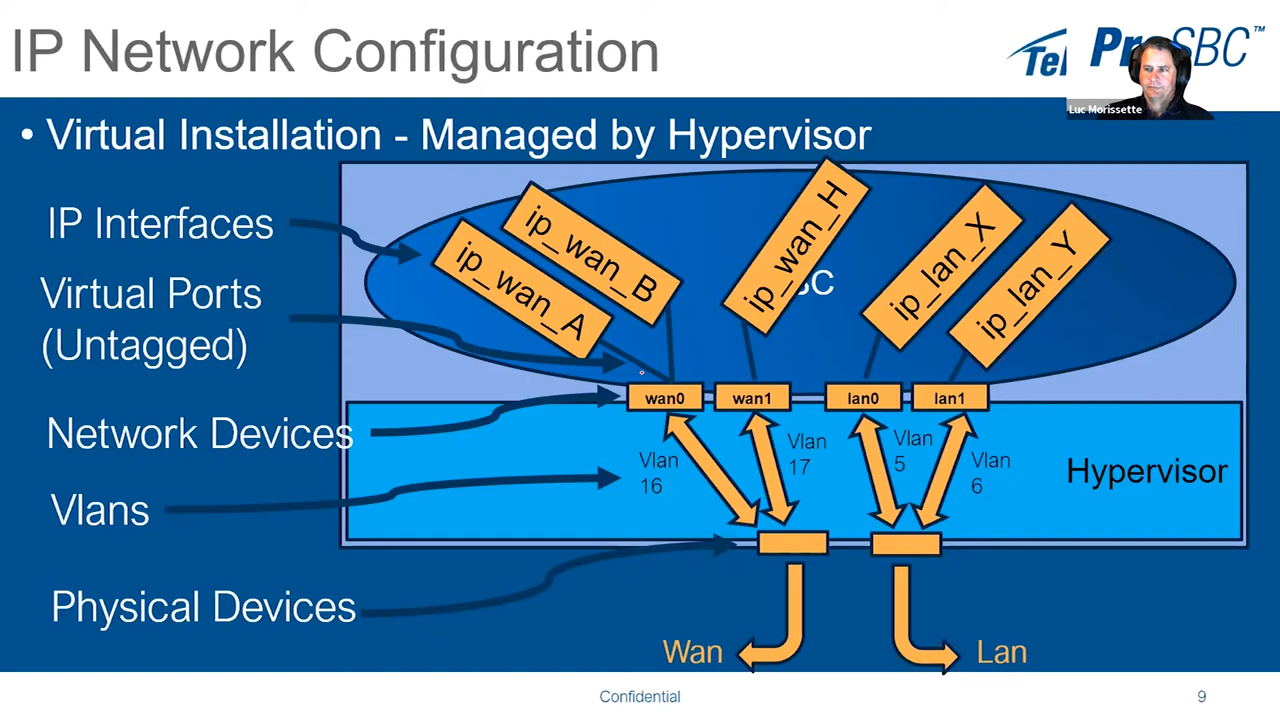 IP Network Configuration
Tel
ProSBC™
Luc Morissette
• Virtual Installation - Managed by Hypervisor
IP Interfaces
Virtual Ports
(Untagged)
Network Devices
Vlans
Physical Devices
ip_wan_A
ip_wan_B
ip_wan_H
ip_lan_X
ip_lan_Y
wan0
wan1
lan0
lan1
Vlan
16
Vlan
17
Vlan
5
Vlan
6
Hypervisor
Wan
Lan
Confidential
9